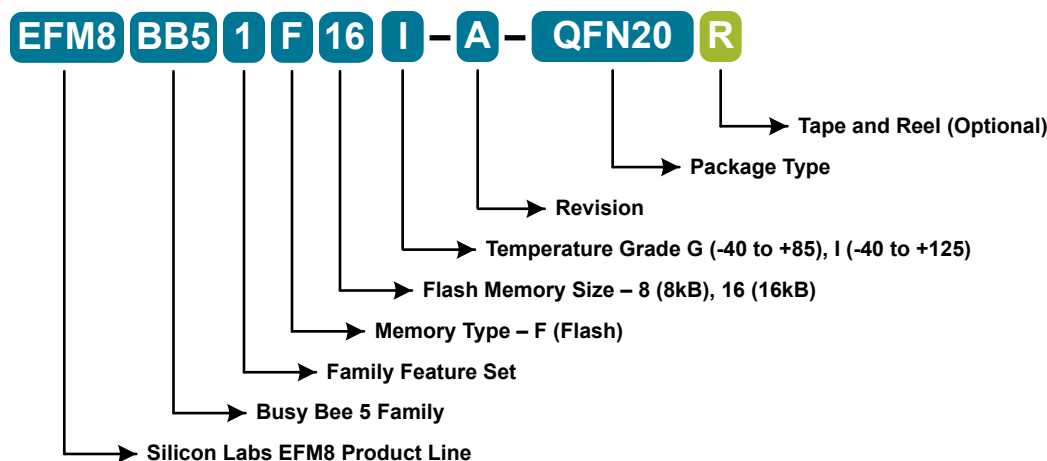 EFM8 BB5 1 F 16 I – A – QFN20 R
Tape and Reel (Optional)
Package Type
Revision
Temperature Grade G (-40 to +85), I (-40 to +125)
Flash Memory Size – 8 (8kB), 16 (16kB)
Memory Type – F (Flash)
Family Feature Set
Busy Bee 5 Family
Silicon Labs EFM8 Product Line